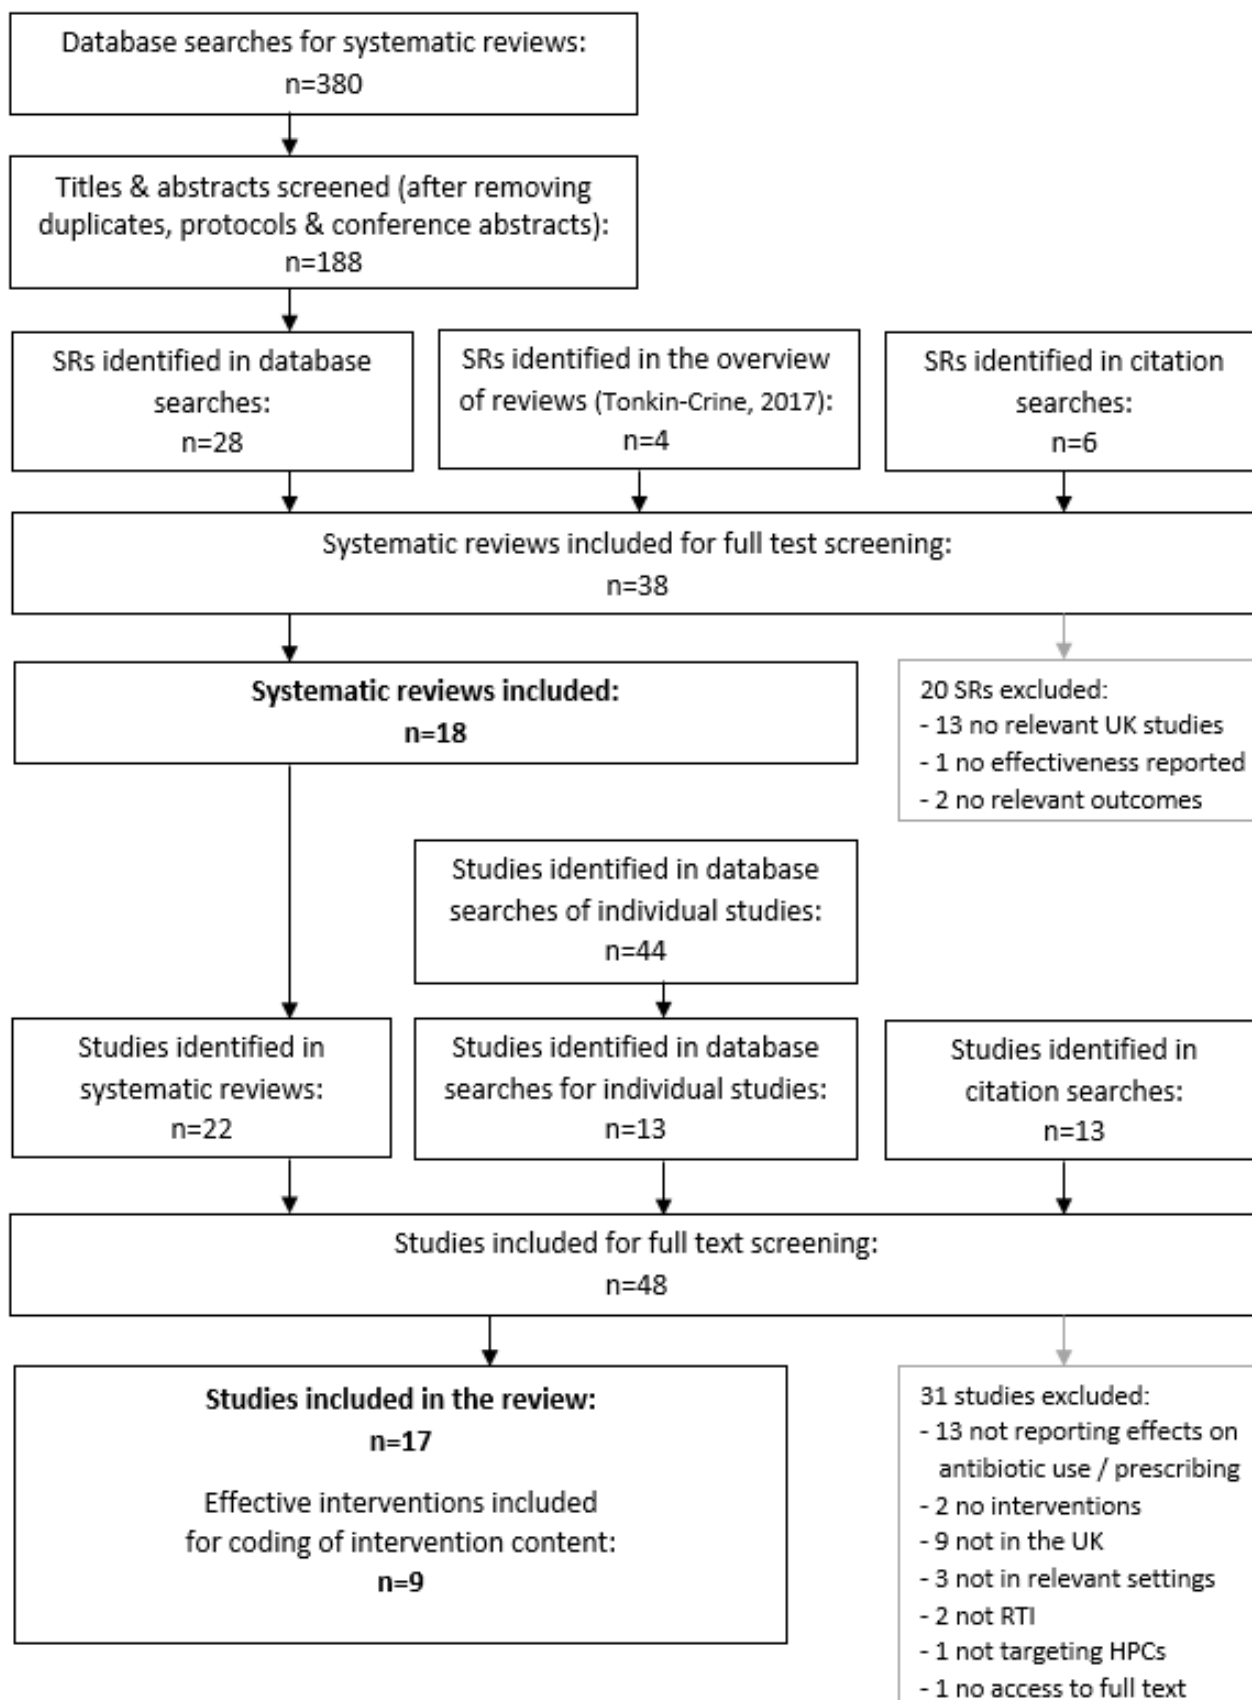 Database searches for systematic reviews:
n=380
Titles & abstracts screened (after removing
duplicates, protocols & conference abstracts):
n=188
SRs identified in database
searches:
n=28
SRs identified in the overview
of reviews (Tonkin-Crine, 2017):
n=4
SRs identified in citation
searches:
n=6
Systematic reviews included for full test screening:
n=38
Systematic reviews included:
n=18
20 SRs excluded:
- 13 no relevant UK studies
- 1 no effectiveness reported
- 2 no relevant outcomes
Studies identified in database
searches of individual studies:
n=44
Studies identified in
systematic reviews:
n=22
Studies identified in database
searches for individual studies:
n=13
Studies identified in
citation searches:
n=13
Studies included for full text screening:
n=48
Studies included in the review:
n=17
Effective interventions included
for coding of intervention content:
n=9
31 studies excluded:
- 13 not reporting effects on
antibiotic use / prescribing
- 2 no interventions
- 9 not in the UK
- 3 not in relevant settings
- 2 not RTI
- 1 not targeting HPCs
- 1 no access to full text